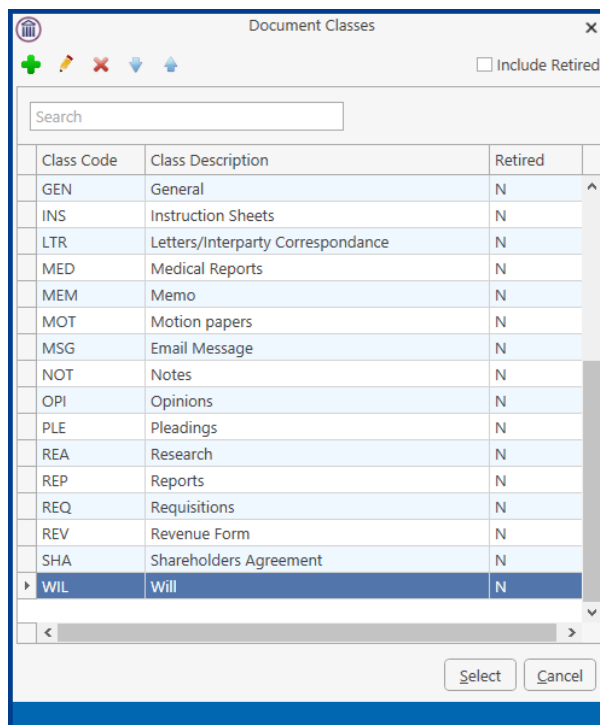 Document Classes
Include Retired
Search
Class Code Class Description Retired
GEN General N
INS Instruction Sheets N
LTR Letters/Interparty Correspondance N
MED Medical Reports N
MEM Memo N
MOT Motion papers N
MSG Email Message N
NOT Notes N
OPI Opinions N
PLE Pleadings N
REA Research N
REP Reports N
REQ Requisitions N
REV Revenue Form N
SHA Shareholders Agreement N
WIL Will N
Select Cancel